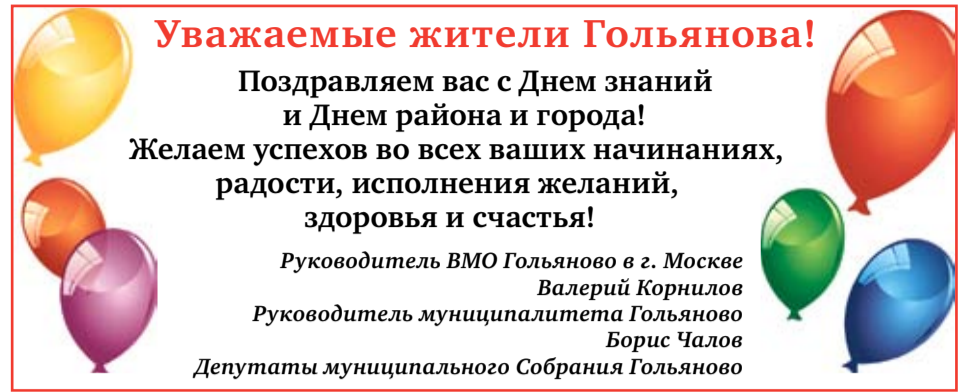 Уважаемые жители Гольянова!
Поздравляем вас с Днем знаний
и Днем района и города!
Желаем успехов во всех ваших начинаниях,
радости, исполнения желаний,
здоровья и счастья!
Руководитель ВМО Гольяново в г. Москве
Валерий Корнилов
Руководитель муниципалитета Гольяново
Борис Чалов
Депутаты муниципального Собрания Гольяново